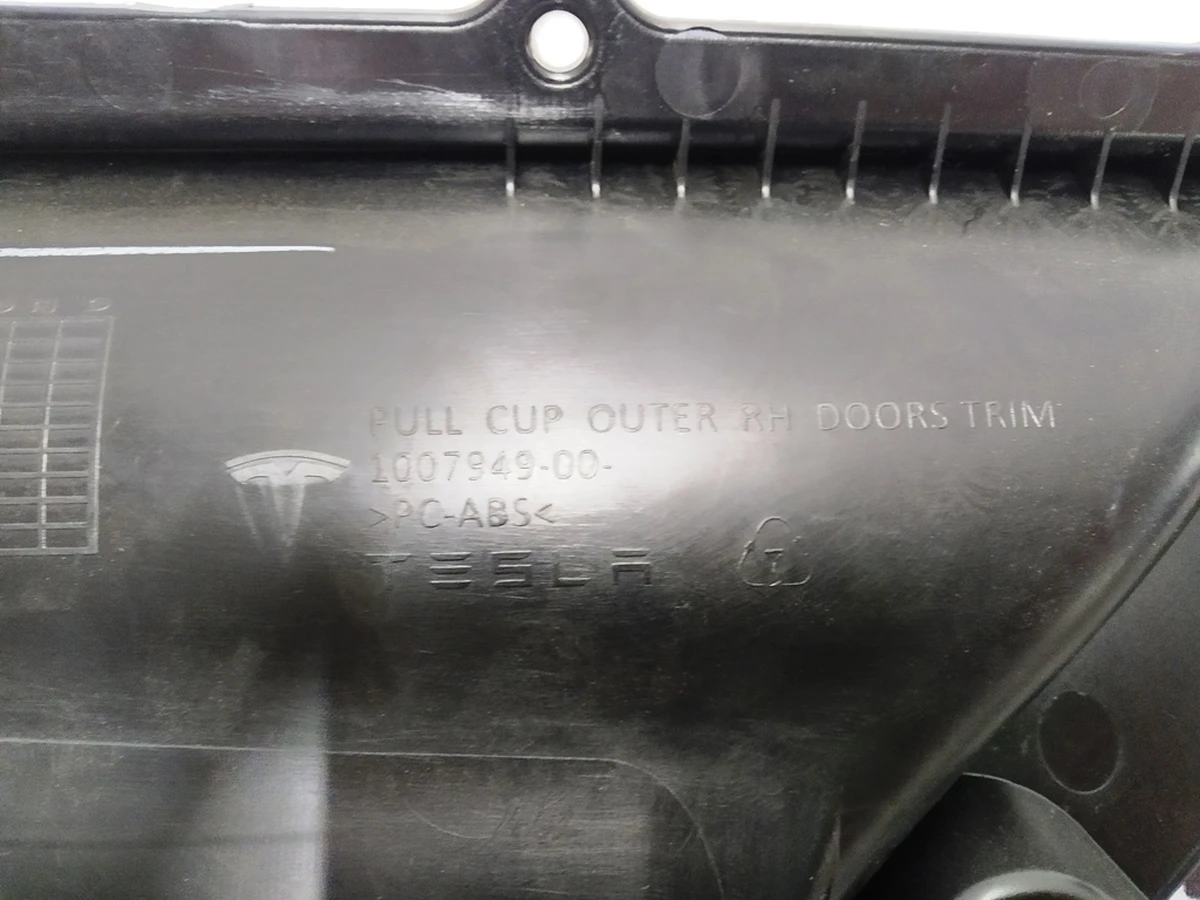 PULL CUP OUTER RH DOORS TRIM
1007949-00-
>PC-ABS<
TESLA